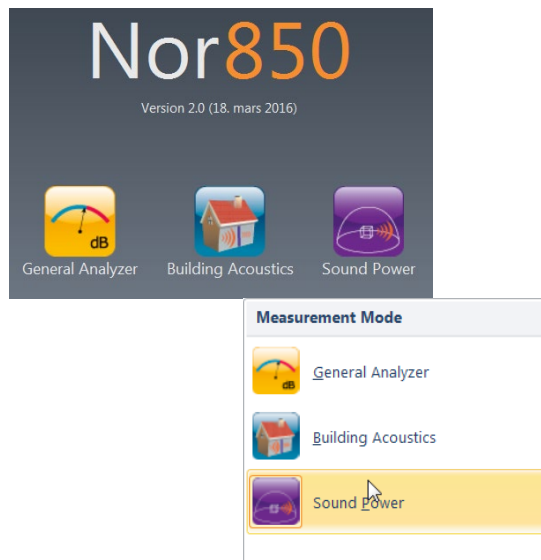 Nor850
Version 2.0 (18. mars 2016)
dB
General Analyzer Building Acoustics Sound Power
Measurement Mode
dB
General Analyzer
Building Acoustics
Sound Power